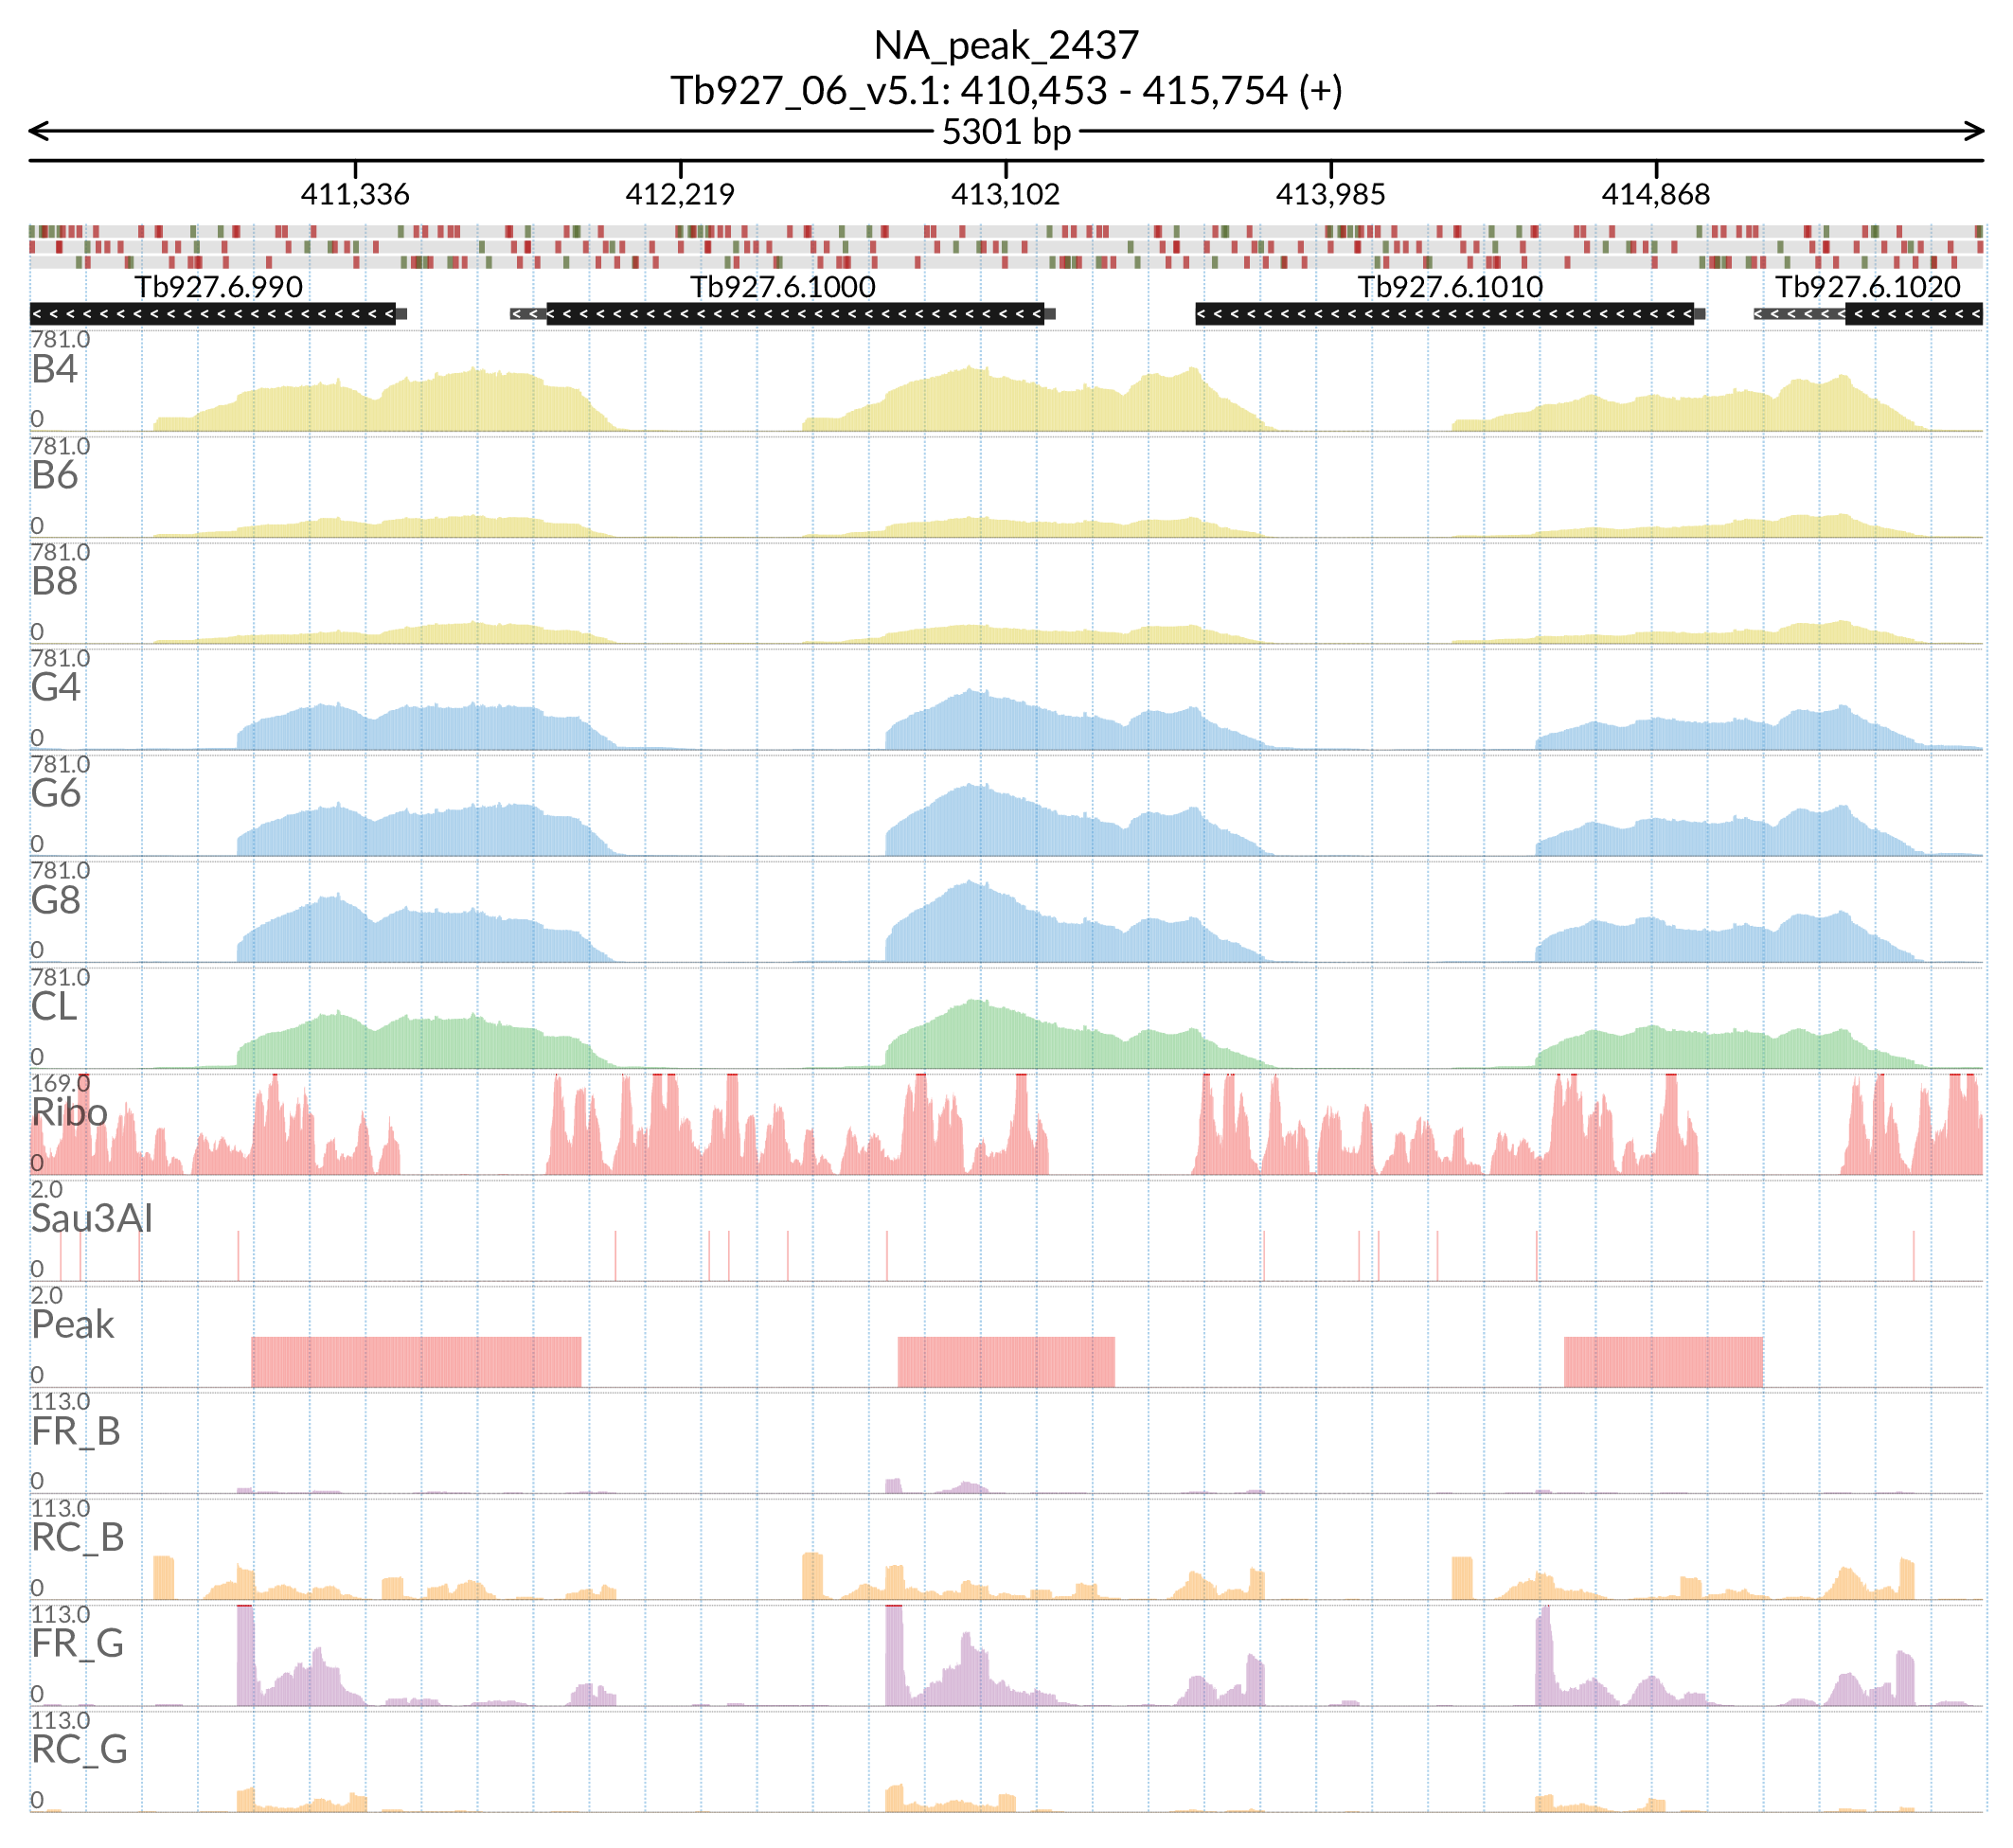 NA_peak_2437
Tb927_06_v5.1: 410,453 - 415,754 (+)
5301 bp
411,336 412,219 413,102 413,985 414,868
Tb927.6.990 Tb927.6.1000 Tb927.6.1010 Tb927.6.1020
781.0
B4
0
781.0
B6
0
781.0
B8
0
781.0
G4
0
781.0
G6
0
781.0
G8
0
781.0
CL
0
169.0
Ribo
0
2.0
Sau3AI
0
2.0
Peak
0
113.0
FR_B
0
113.0
RC_B
0
113.0
FR_G
0
113.0
RC_G
0